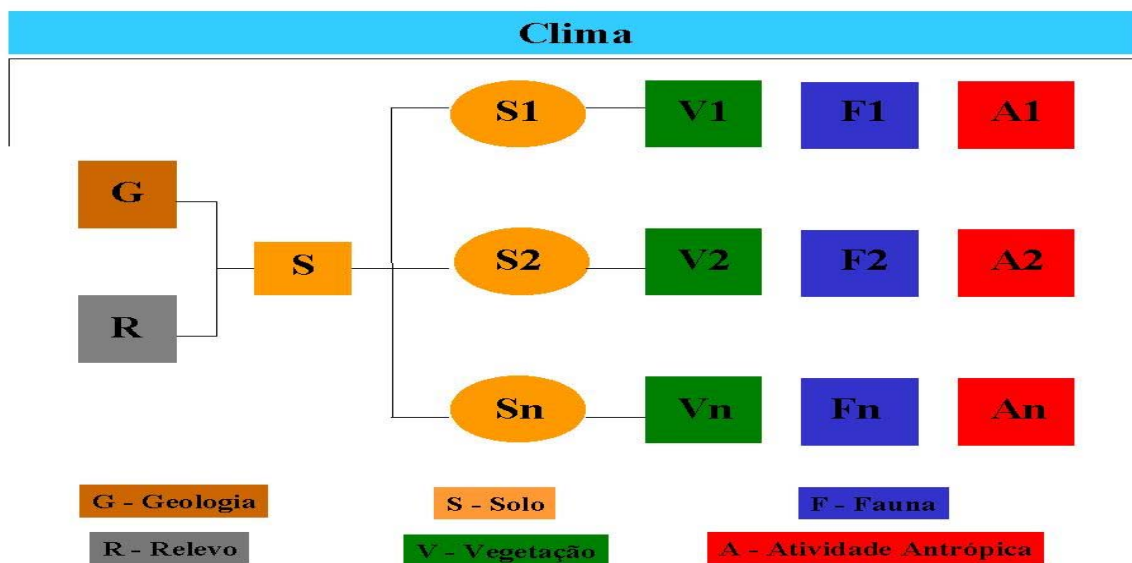 Clima
S1 V1 F1 A1
G
S S2 V2 F2 A2
R
Sn Vn Fn An
G - Geologia S - Solo F - Fauna
R - Relevo V - Vegetação A - Atividade Antrópica